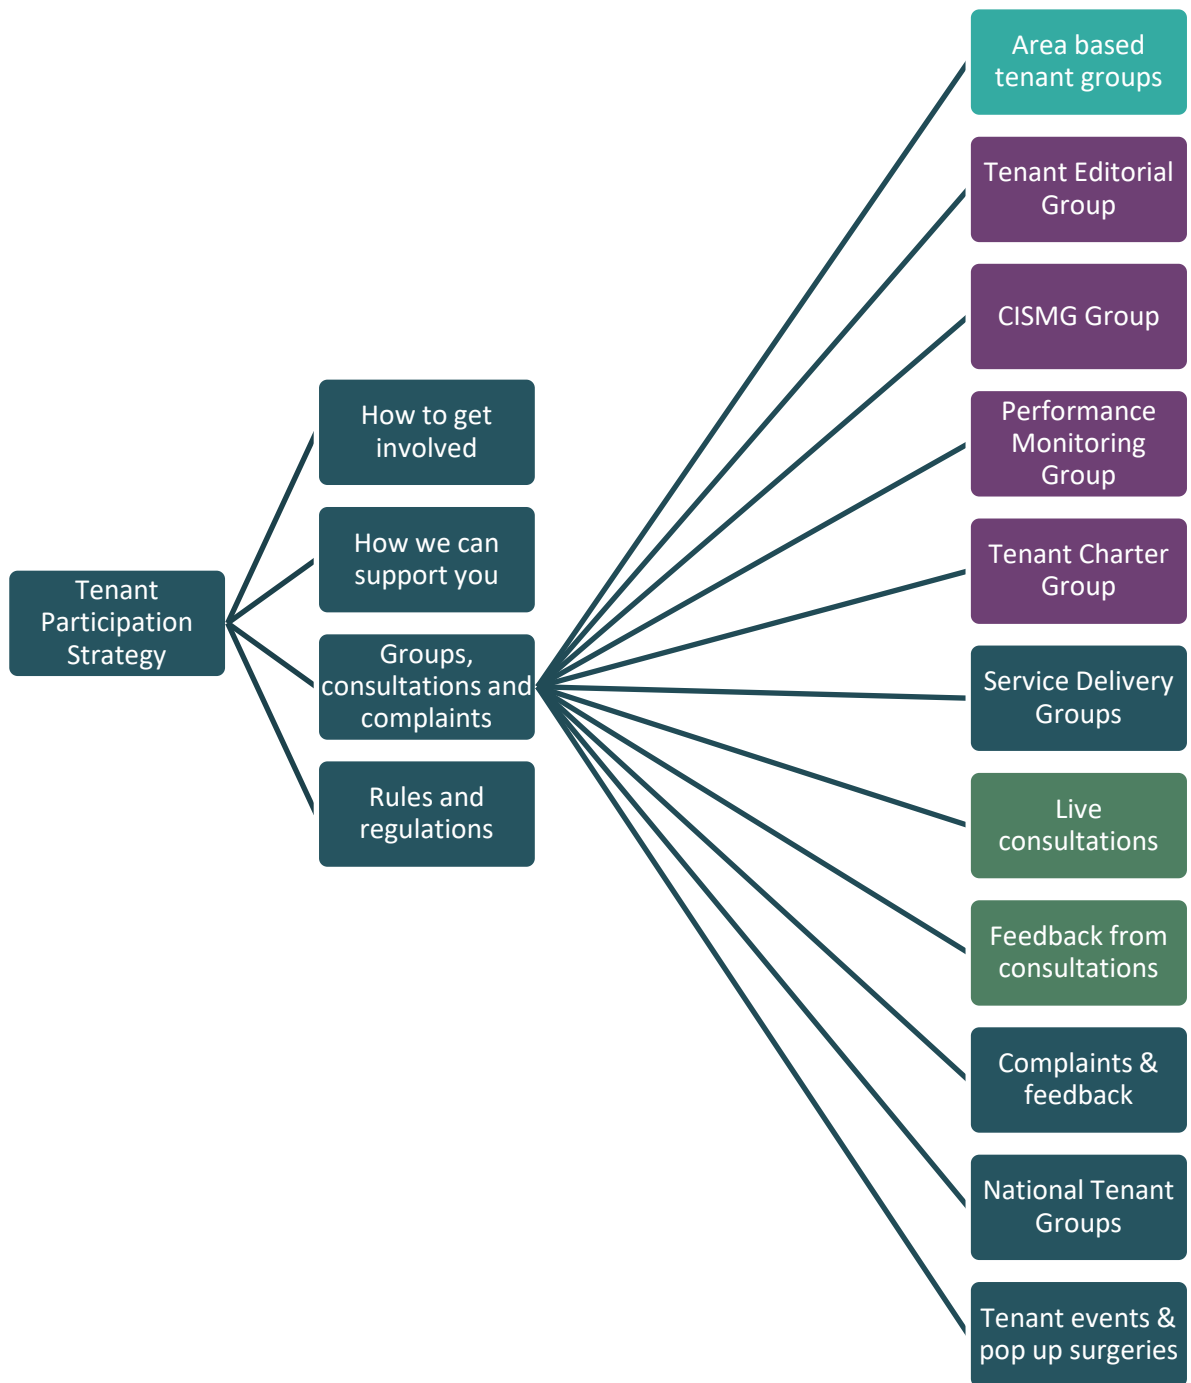 Tenant
Participation
Strategy
How to get
involved
How we can
support you
Groups,
consultations and
complaints
Rules and
regulations
Area based
tenant groups
Tenant Editorial
Group
CISMG Group
Performance
Monitoring
Group
Tenant Charter
Group
Service Delivery
Groups
Live
consultations
Feedback from
consultations
Complaints &
feedback
National Tenant
Groups
Tenant events &
pop up surgeries